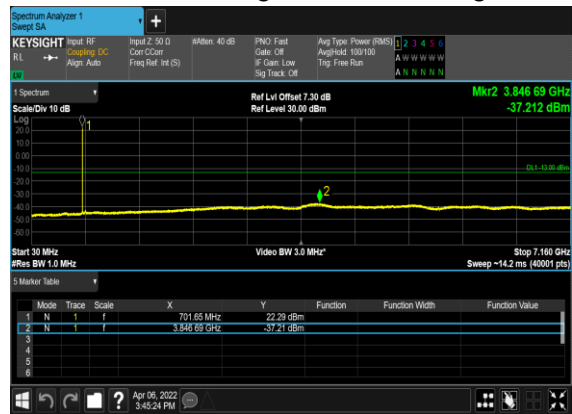 Spectrum Analyzer 1
Swept SA
+
KEYSIGHT Input: RF Input Z: 50 Ω #Atten: 40 dB PNO: Fast Avg Type: Power (RMS) 1 2 3 4 5 6
RL Coupling: DC Corr CCorr Gate: Off Avg|Hold: 100/100 A W W W W W
Align: Auto Freq Ref: Int (S) IF Gain: Low Trig: Free Run
LW Sig Track: Off A N N N N N
1 Spectrum Ref Lvl Offset 7.30 dB Mkr2 3.846 69 GHz
Scale/Div 10 dB Ref Level 30.00 dBm -37.212 dBm
Log
20.0
10.0
0.00
-10.0
-20.0
-30.0
-40.0
-50.0
-60.0
1
DL1 -13.00 dBm
2
Start 30 MHz Video BW 3.0 MHz* Stop 7.160 GHz
#Res BW 1.0 MHz Sweep ~14.2 ms (40001 pts)
5 Marker Table
Mode Trace Scale X Y Function Function Width Function Value
1 N 1 f 701.65 MHz 22.29 dBm
2 N 1 f 3.846 69 GHz -37.21 dBm
3
4
5
6
? Apr 06, 2022
3:45:24 PM